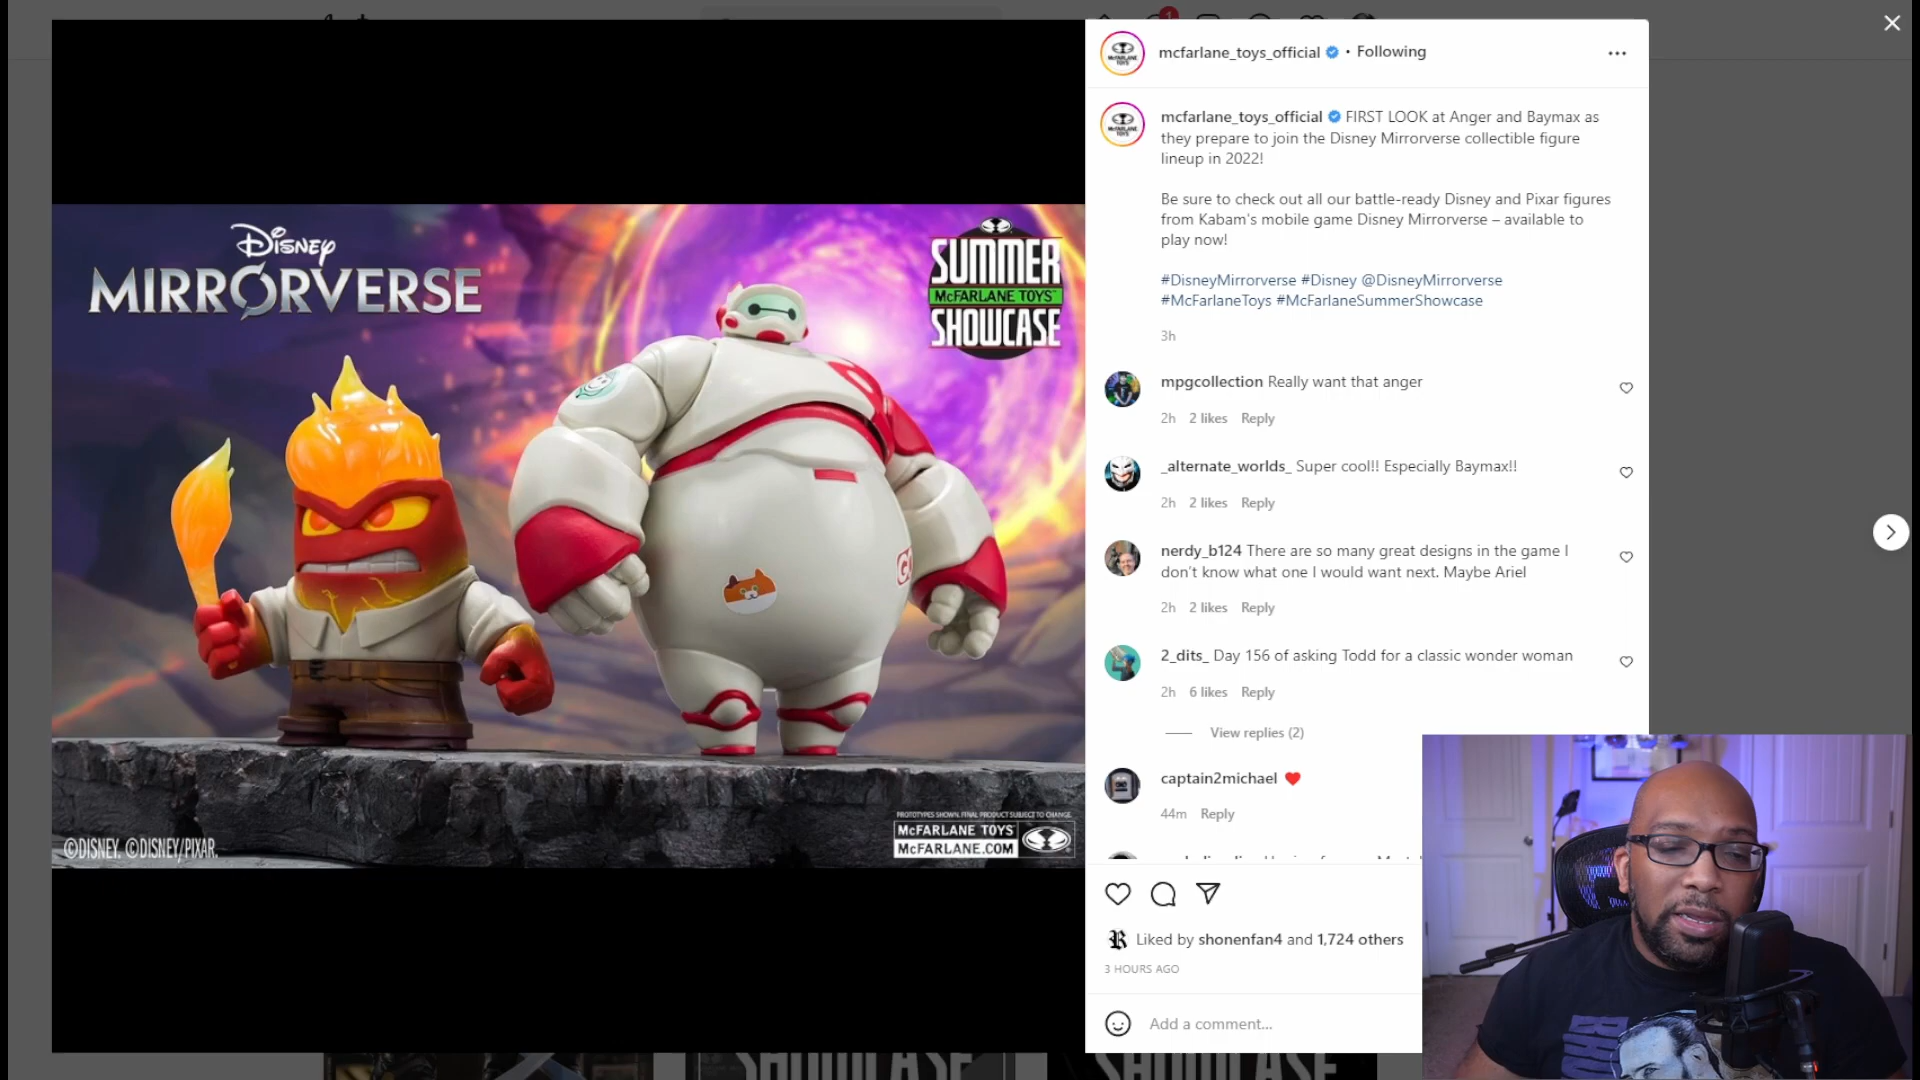 mcfarlane_toys_official • Following
mcfarlane_toys_official FIRST LOOK at Anger and Baymax as
they prepare to join the Disney Mirrorverse collectible figure
lineup in 2022!
Be sure to check out all our battle-ready Disney and Pixar figures
from Kabam's mobile game Disney Mirrorverse – available to
play now!
#DisneyMirrorverse #Disney @DisneyMirrorverse
#McFarlaneToys #McFarlaneSummerShowcase
3h
mpgcollection Really want that anger
2h 2 likes Reply
_alternate_worlds_ Super cool!! Especially Baymax!!
2h 2 likes Reply
nerdy_b124 There are so many great designs in the game I
don't know what one I would want next. Maybe Ariel
2h 2 likes Reply
2_dits_ Day 156 of asking Todd for a classic wonder woman
2h 6 likes Reply
View replies (2)
captain2michael ❤️
44m Reply
Liked by shonenfan4 and 1,724 others
3 HOURS AGO
Add a comment...
DISNEY
MIRRORVERSE
SUMMER
McFARLANE TOYS
SHOWCASE
PROTOTYPES SHOWN. FINAL PRODUCT SUBJECT TO CHANGE.
McFARLANE TOYS
McFARLANE.COM
©DISNEY. ©DISNEY/PIXAR.
SHOWCASE
SHOWCASE
1